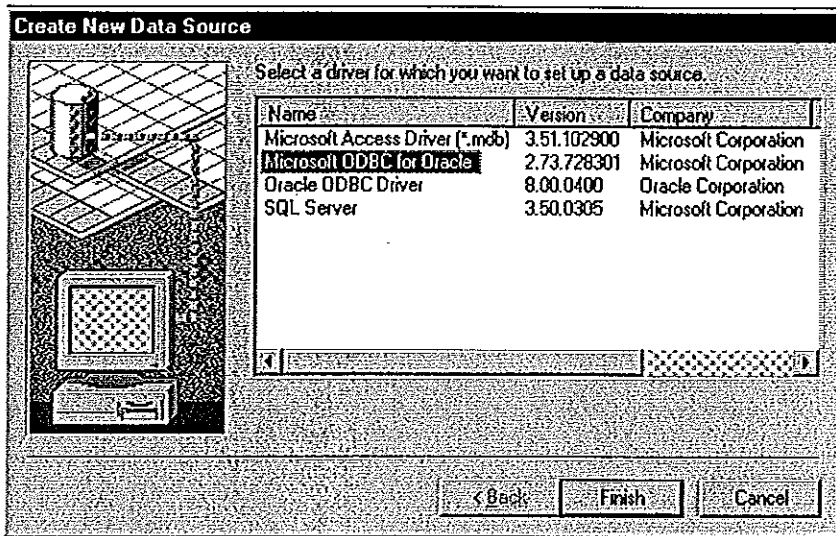 Create New Data Source
Select a driver for which you want to set up a data source.
Name Version Company
Microsoft Access Driver (*.mdb) 3.51.102900 Microsoft Corporation
Microsoft ODBC for Oracle 2.73.728301 Microsoft Corporation
Oracle ODBC Driver 8.00.0400 Oracle Corporation
SQL Server 3.50.0305 Microsoft Corporation
< Back Finish Cancel